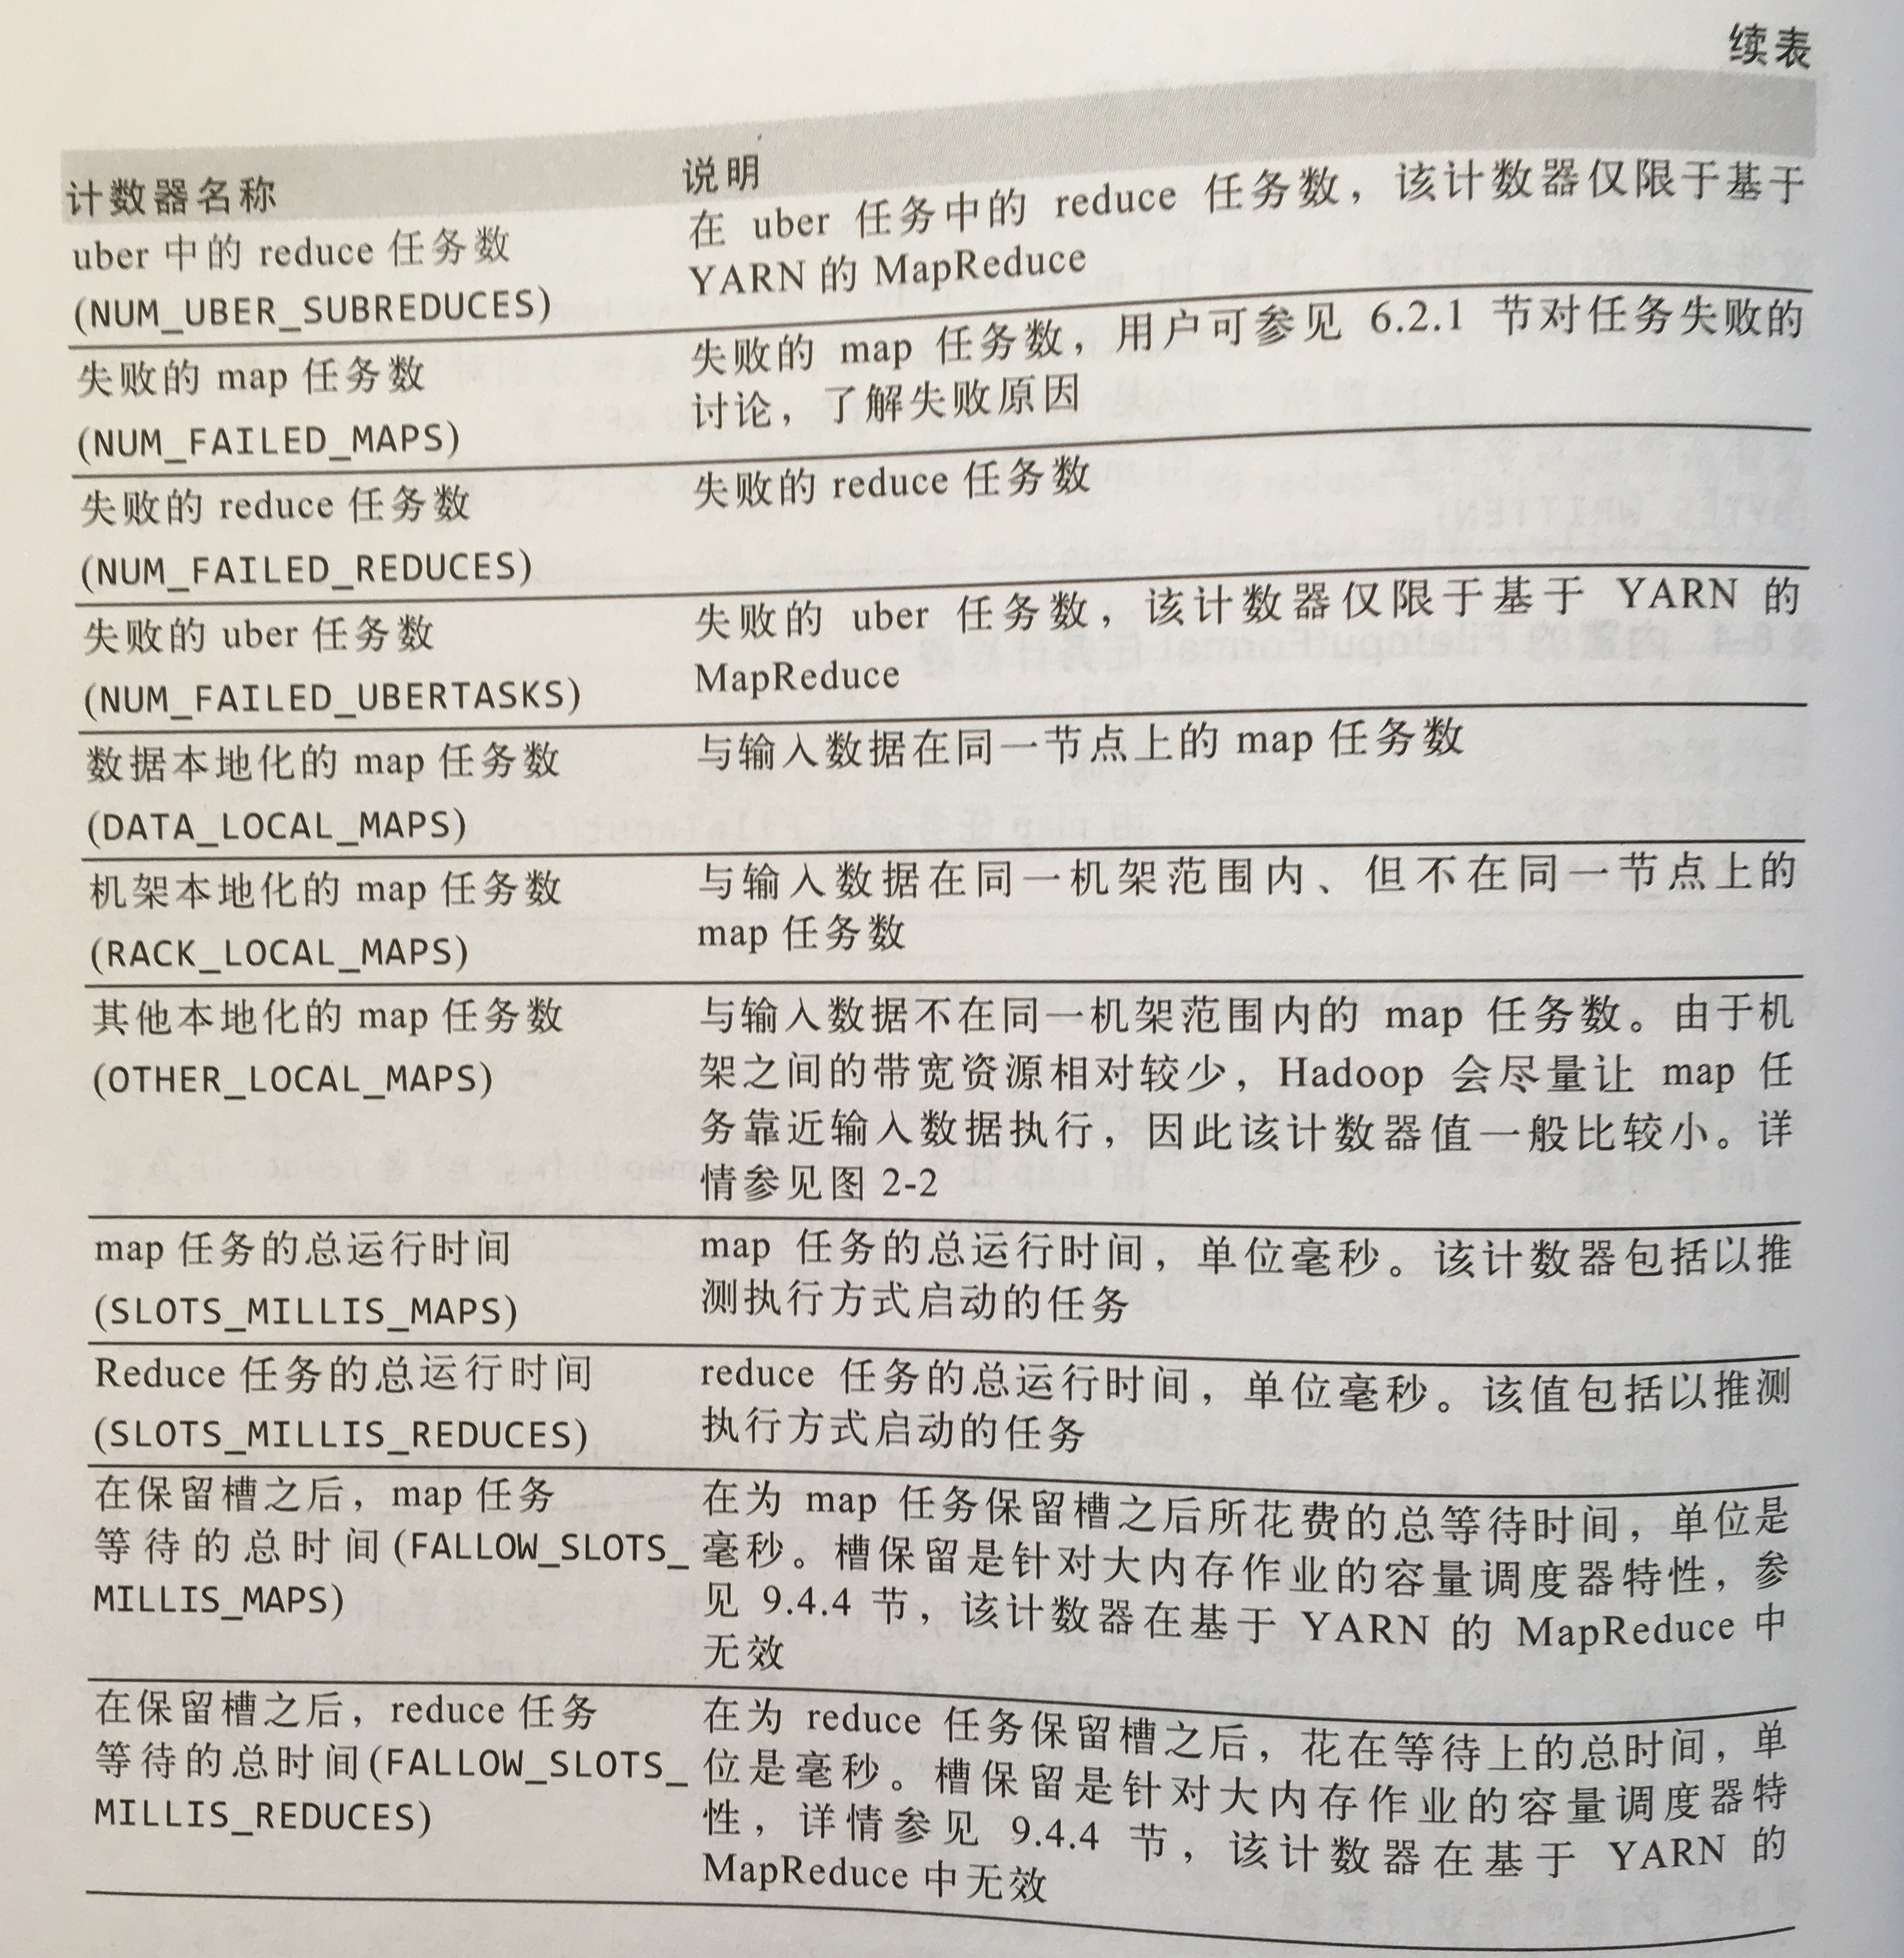 续表
计数器名称
说明
uber 中的 reduce 任务数
(NUM_UBER_SUBREDUCES)
在 uber 任务中的 reduce 任务数，该计数器仅限于基于
YARN 的 MapReduce
失败的 map 任务数
(NUM_FAILED_MAPS)
失败的 map 任务数，用户可参见 6.2.1 节对任务失败的
讨论，了解失败原因
失败的 reduce 任务数
(NUM_FAILED_REDUCES)
失败的 reduce 任务数
失败的 uber 任务数
(NUM_FAILED_UBERTASKS)
失败的 uber 任务数，该计数器仅限于基于 YARN 的
MapReduce
数据本地化的 map 任务数
(DATA_LOCAL_MAPS)
与输入数据在同一节点上的 map 任务数
机架本地化的 map 任务数
(RACK_LOCAL_MAPS)
与输入数据在同一机架范围内、但不在同一节点上的
map 任务数
其他本地化的 map 任务数
(OTHER_LOCAL_MAPS)
与输入数据不在同一机架范围内的 map 任务数。由于机
架之间的带宽资源相对较少，Hadoop 会尽量让 map 任
务靠近输入数据执行，因此该计数器值一般比较小。详
情参见图 2-2
map 任务的总运行时间
(SLOTS_MILLIS_MAPS)
map 任务的总运行时间，单位毫秒。该计数器包括以推
测执行方式启动的任务
Reduce 任务的总运行时间
(SLOTS_MILLIS_REDUCES)
reduce 任务的总运行时间，单位毫秒。该值包括以推测
执行方式启动的任务
在保留槽之后，map 任务
等待的总时间(FALLOW_SLOTS_
MILLIS_MAPS)
在为 map 任务保留槽之后所花费的总等待时间，单位是
毫秒。槽保留是针对大内存作业的容量调度器特性，参
见 9.4.4 节，该计数器在基于 YARN 的 MapReduce 中
无效
在保留槽之后，reduce 任务
等待的总时间(FALLOW_SLOTS_
MILLIS_REDUCES)
在为 reduce 任务保留槽之后，花在等待上的总时间，单
位是毫秒。槽保留是针对大内存作业的容量调度器特
性，详情参见 9.4.4 节，该计数器在基于 YARN 的
MapReduce 中无效